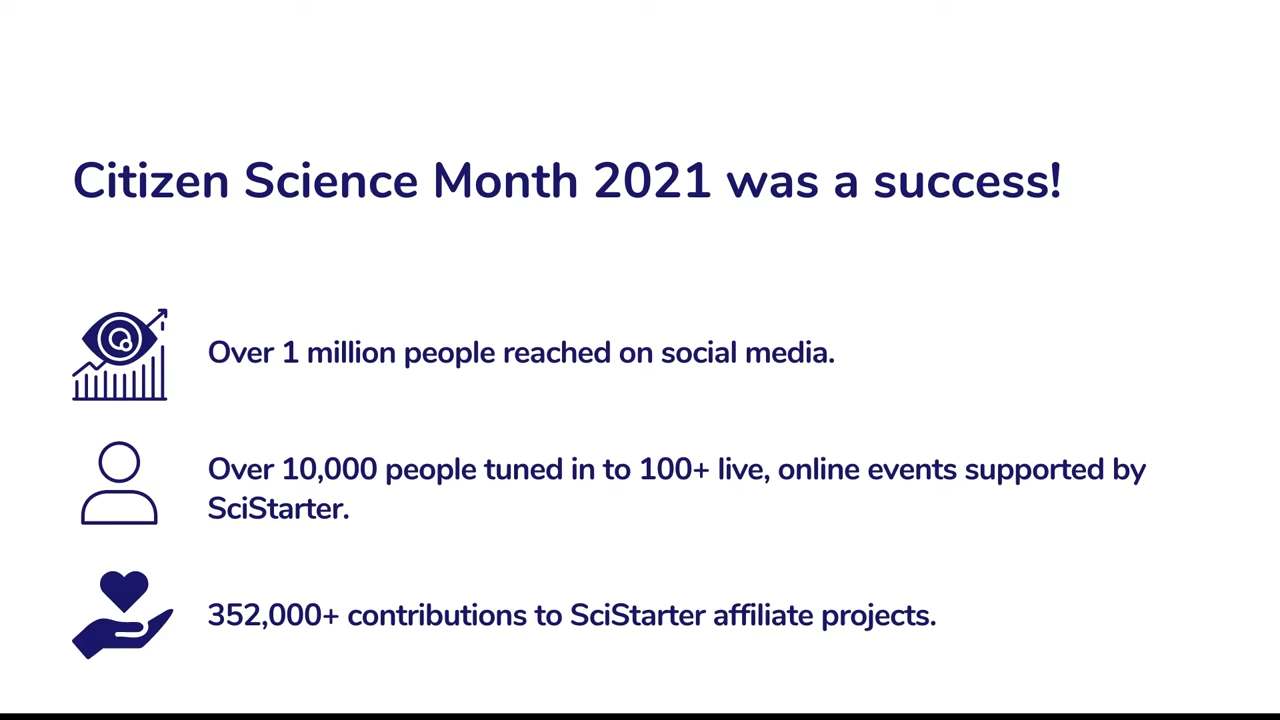 Citizen Science Month 2021 was a success!
Over 1 million people reached on social media.
Over 10,000 people tuned in to 100+ live, online events supported by
SciStarter.
352,000+ contributions to SciStarter affiliate projects.